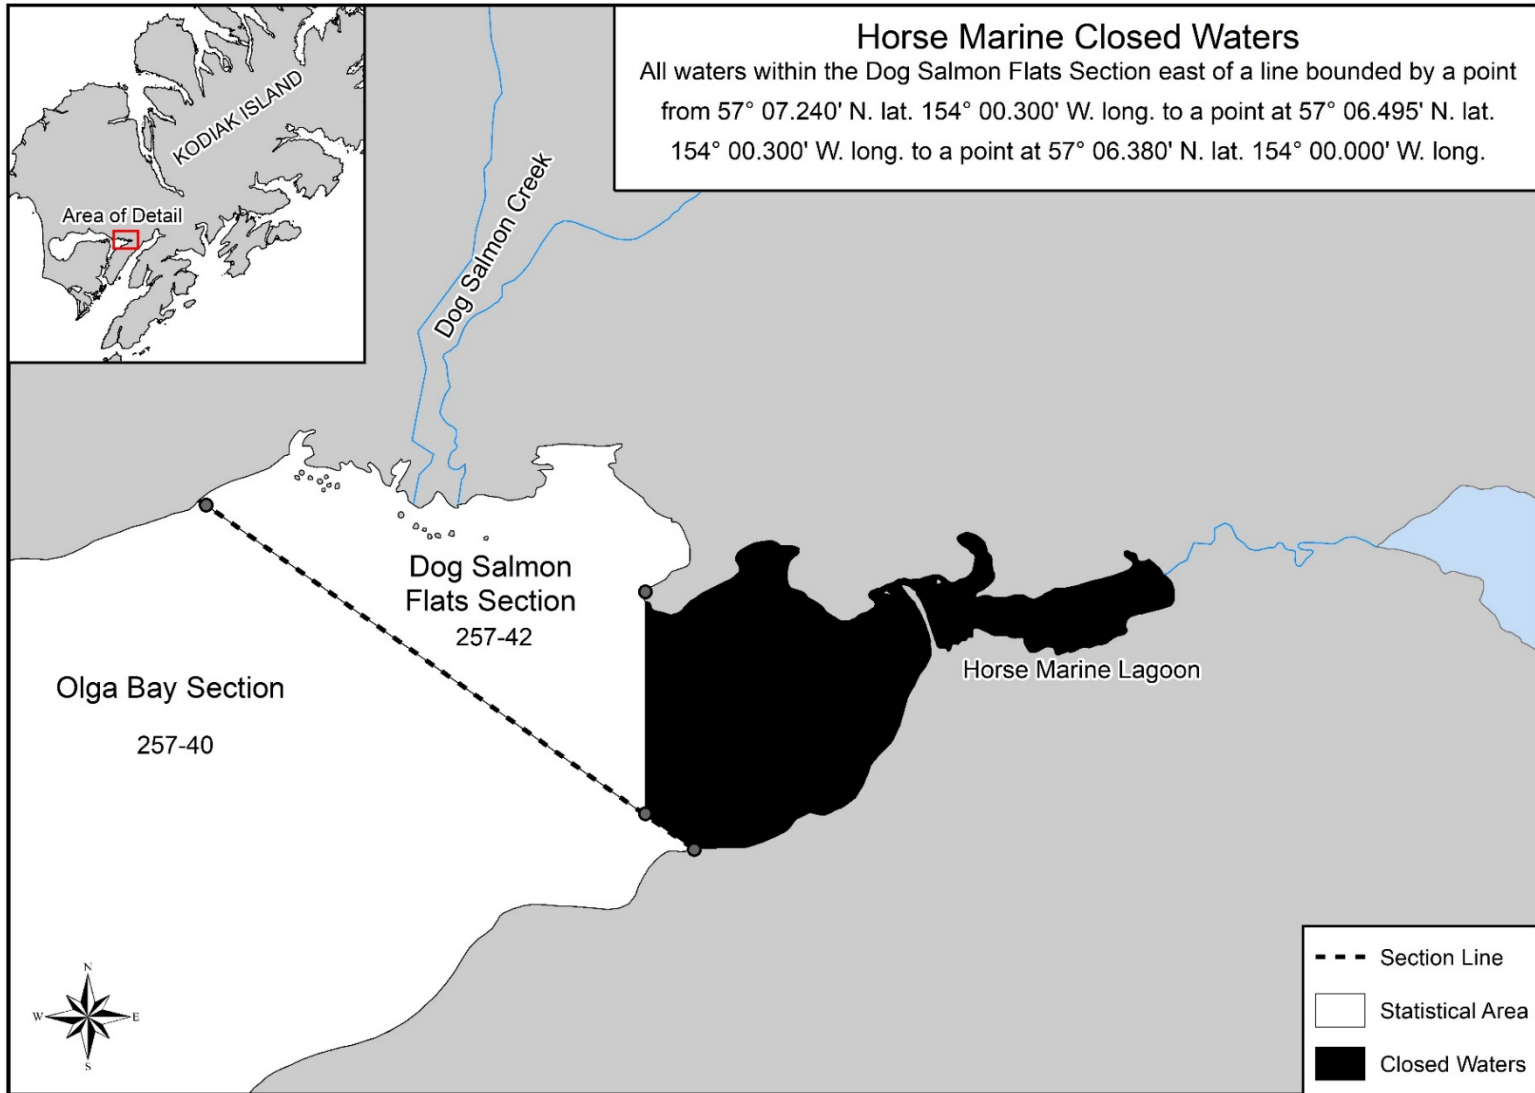 Horse Marine Closed Waters
All waters within the Dog Salmon Flats Section east of a line bounded by a point
from 57° 07.240' N. lat. 154° 00.300' W. long. to a point at 57° 06.495' N. lat.
154° 00.300' W. long. to a point at 57° 06.380' N. lat. 154° 00.000' W. long.
KODIAK ISLAND
Area of Detail
Dog Salmon Creek
Dog Salmon
Flats Section
257-42
Olga Bay Section
257-40
Horse Marine Lagoon
N
W
E
S
Section Line
Statistical Area
Closed Waters